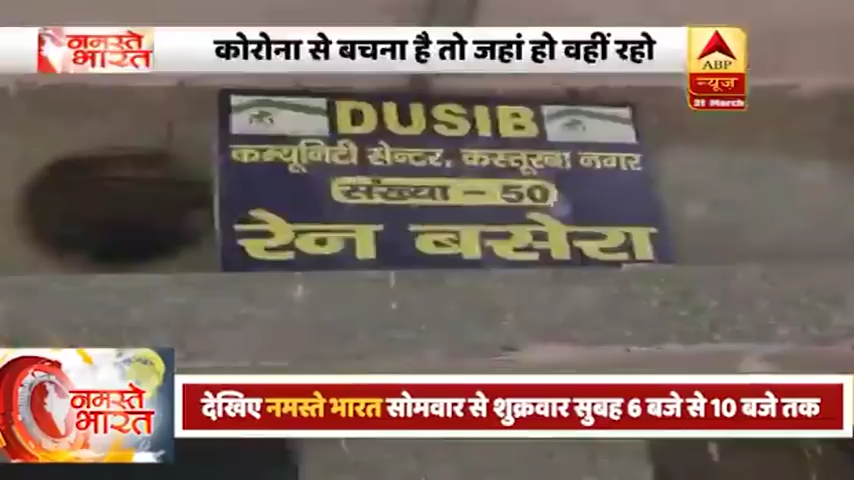 नमस्ते
भारत
कोरोना से बचना है तो जहां हो वहीं रहो
ABP
न्यूज़
31 March
DUSIB
कम्यूनिटी सेन्टर, कस्तूरबा नगर
संख्या - 50
रेन बसेरा
नमस्ते
भारत
देखिए नमस्ते भारत सोमवार से शुक्रवार सुबह 6 बजे से 10 बजे तक